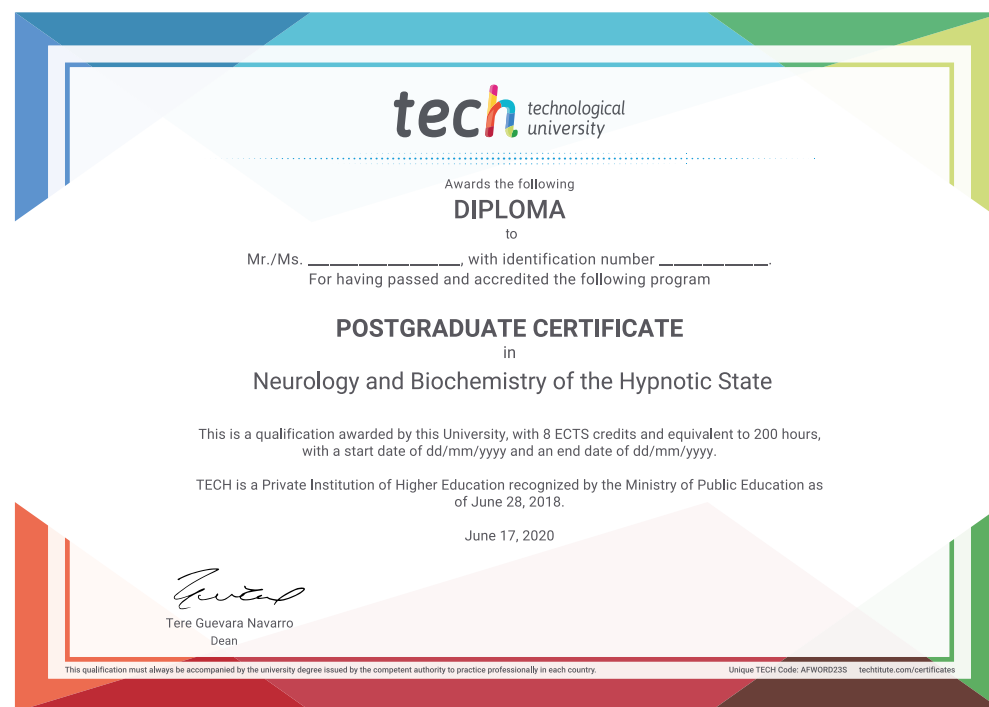 tech technological
university
Awards the following
DIPLOMA
to
Mr./Ms. _______________, with identification number _____________.
For having passed and accredited the following program
POSTGRADUATE CERTIFICATE
in
Neurology and Biochemistry of the Hypnotic State
This is a qualification awarded by this University, with 8 ECTS credits and equivalent to 200 hours,
with a start date of dd/mm/yyyy and an end date of dd/mm/yyyy.
TECH is a Private Institution of Higher Education recognized by the Ministry of Public Education as
of June 28, 2018.
June 17, 2020
Tere Guevara Navarro
Dean
This qualification must always be accompanied by the university degree issued by the competent authority to practice professionally in each country.
Unique TECH Code: AFWORD23S techtitute.com/certificates